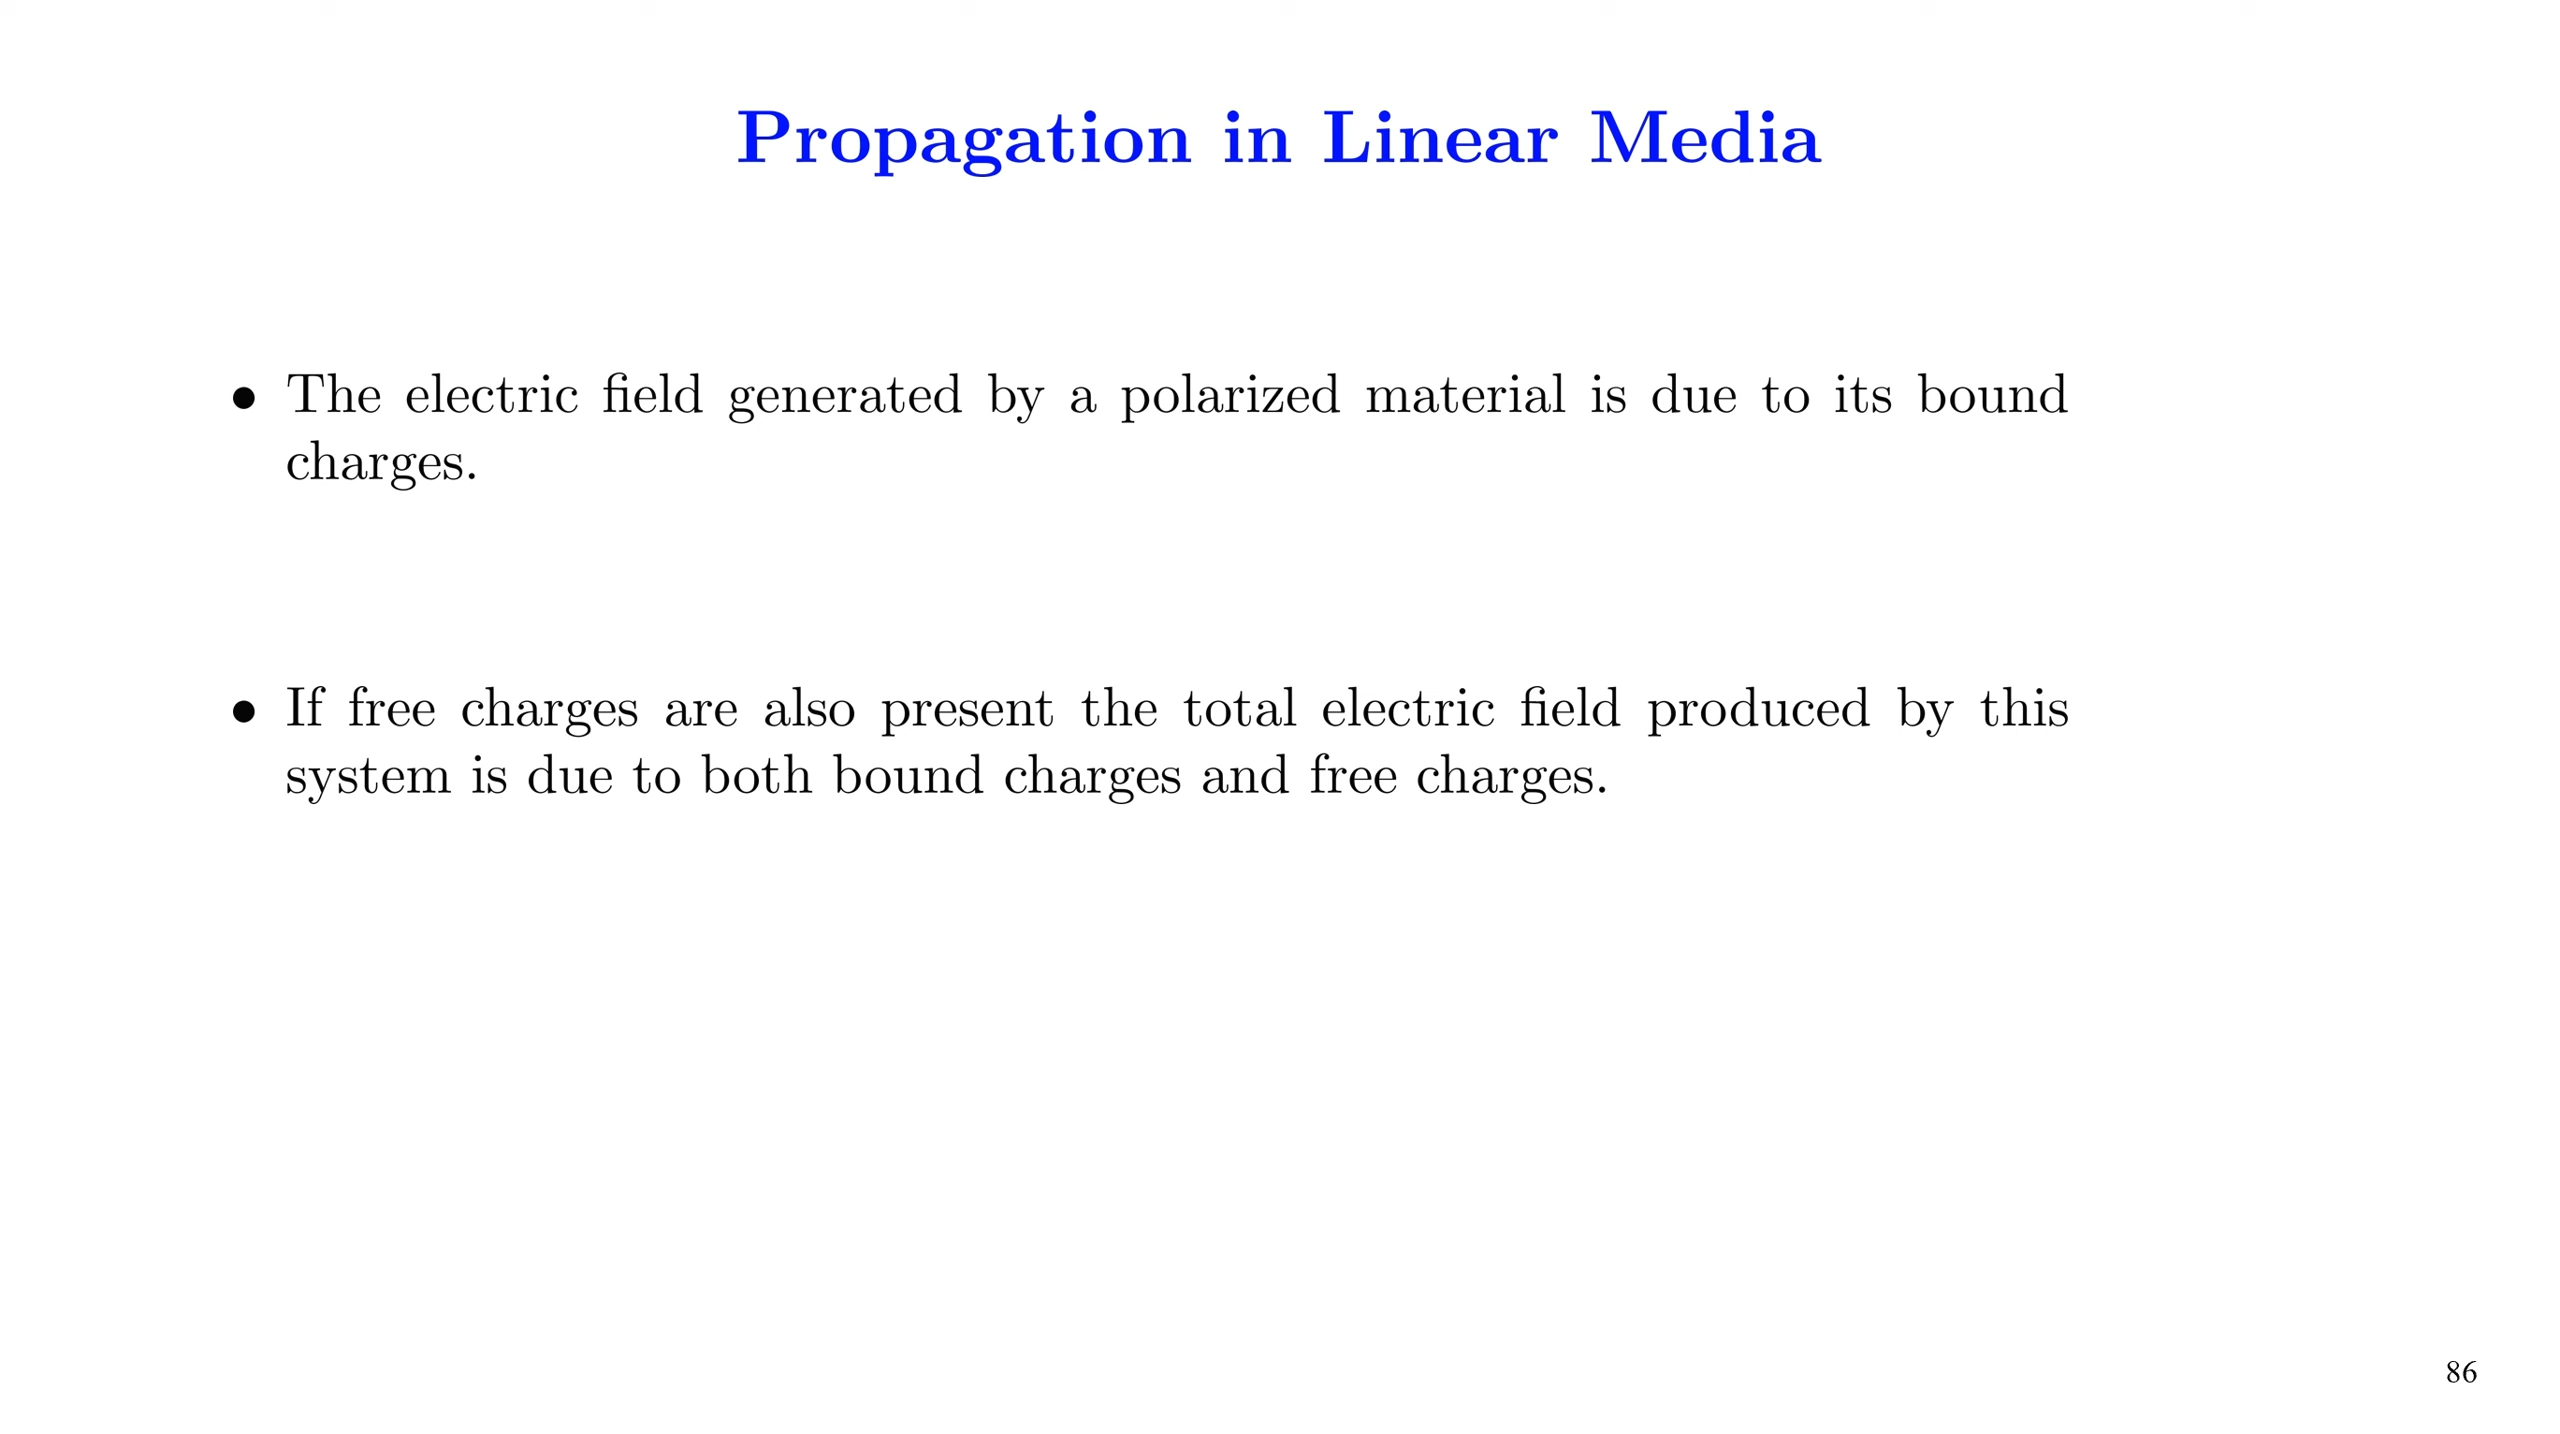 Propagation in Linear Media
• The electric field generated by a polarized material is due to its bound
charges.
• If free charges are also present the total electric field produced by this
system is due to both bound charges and free charges.
86